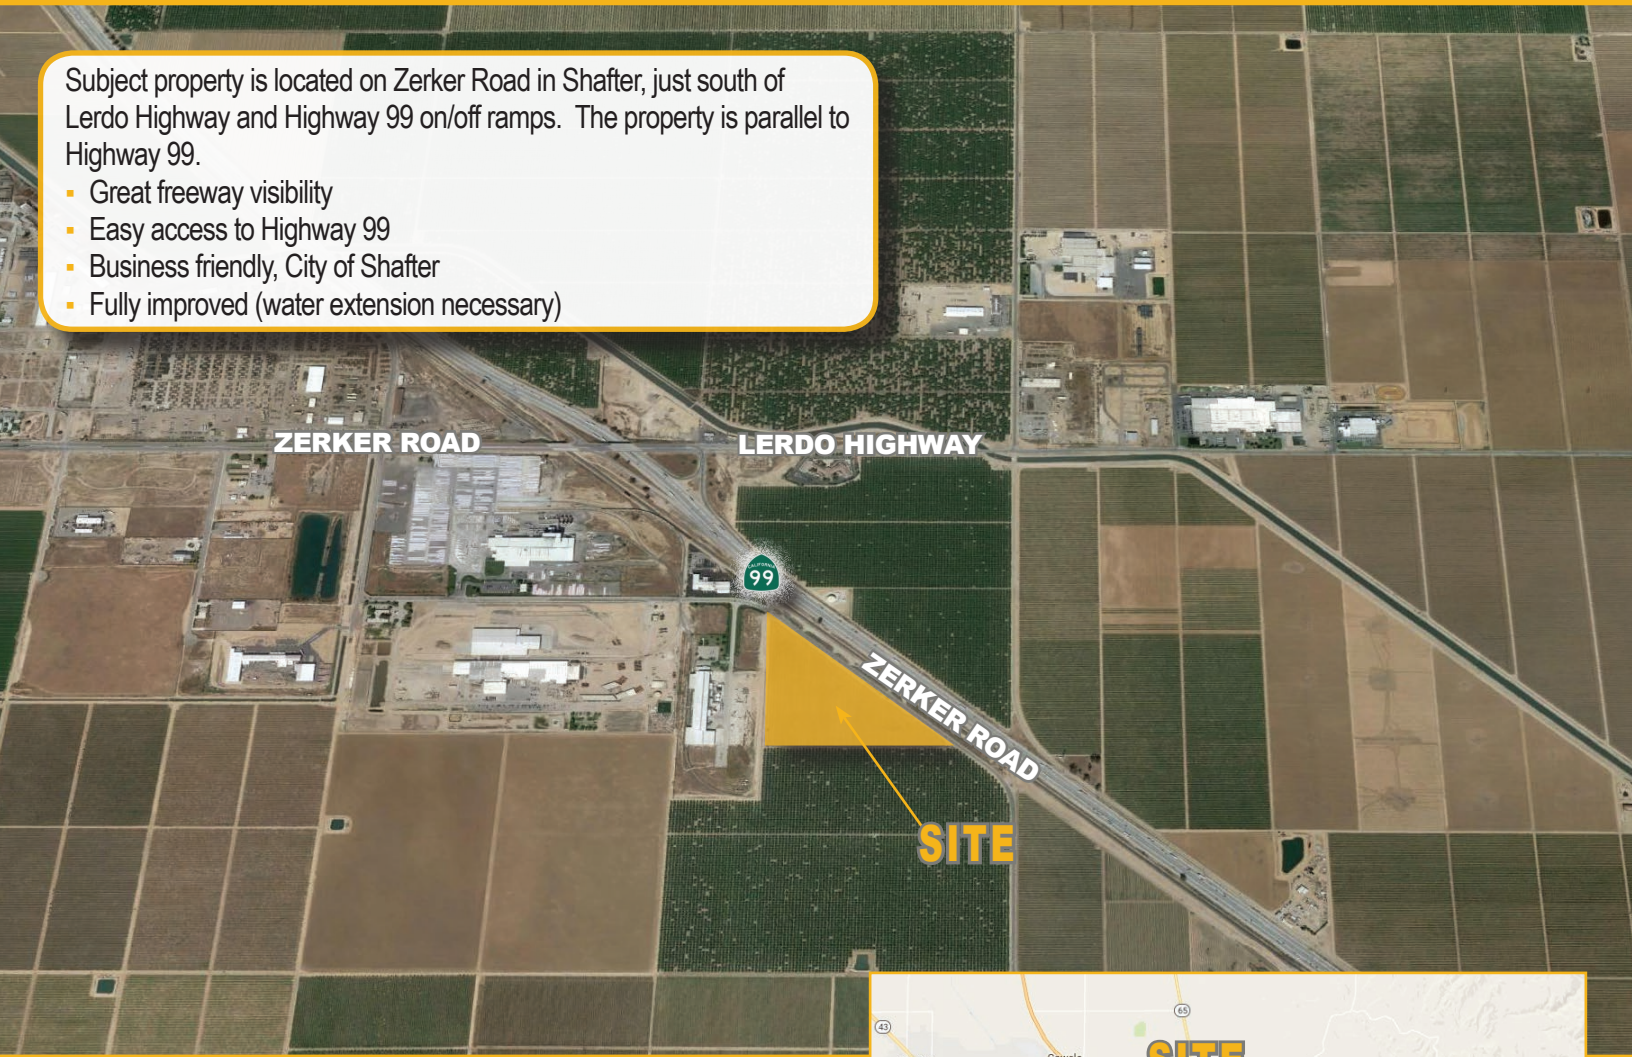 Subject property is located on Zerker Road in Shafter, just south of
Lerdo Highway and Highway 99 on/off ramps.  The property is parallel to
Highway 99.
▪ Great freeway visibility
▪ Easy access to Highway 99
▪ Business friendly, City of Shafter
▪ Fully improved (water extension necessary)
ZERKER ROAD
LERDO HIGHWAY
CALIFORNIA
99
ZERKER ROAD
SITE
65
43
SITE